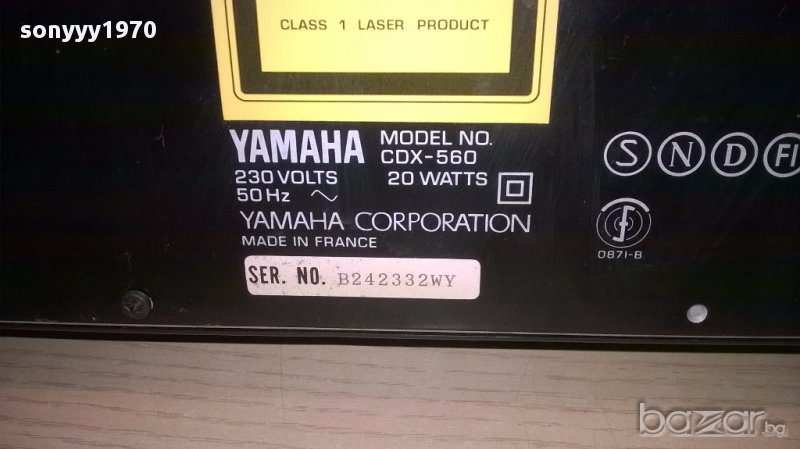 sonyyy1970
CLASS 1 LASER PRODUCT
YAMAHA
MODEL NO.
CDX-560
230 VOLTS
20 WATTS
50 Hz
YAMAHA CORPORATION
MADE IN FRANCE
SER. NO. B242332WY
S N D FI
0871-B
bazar.bg